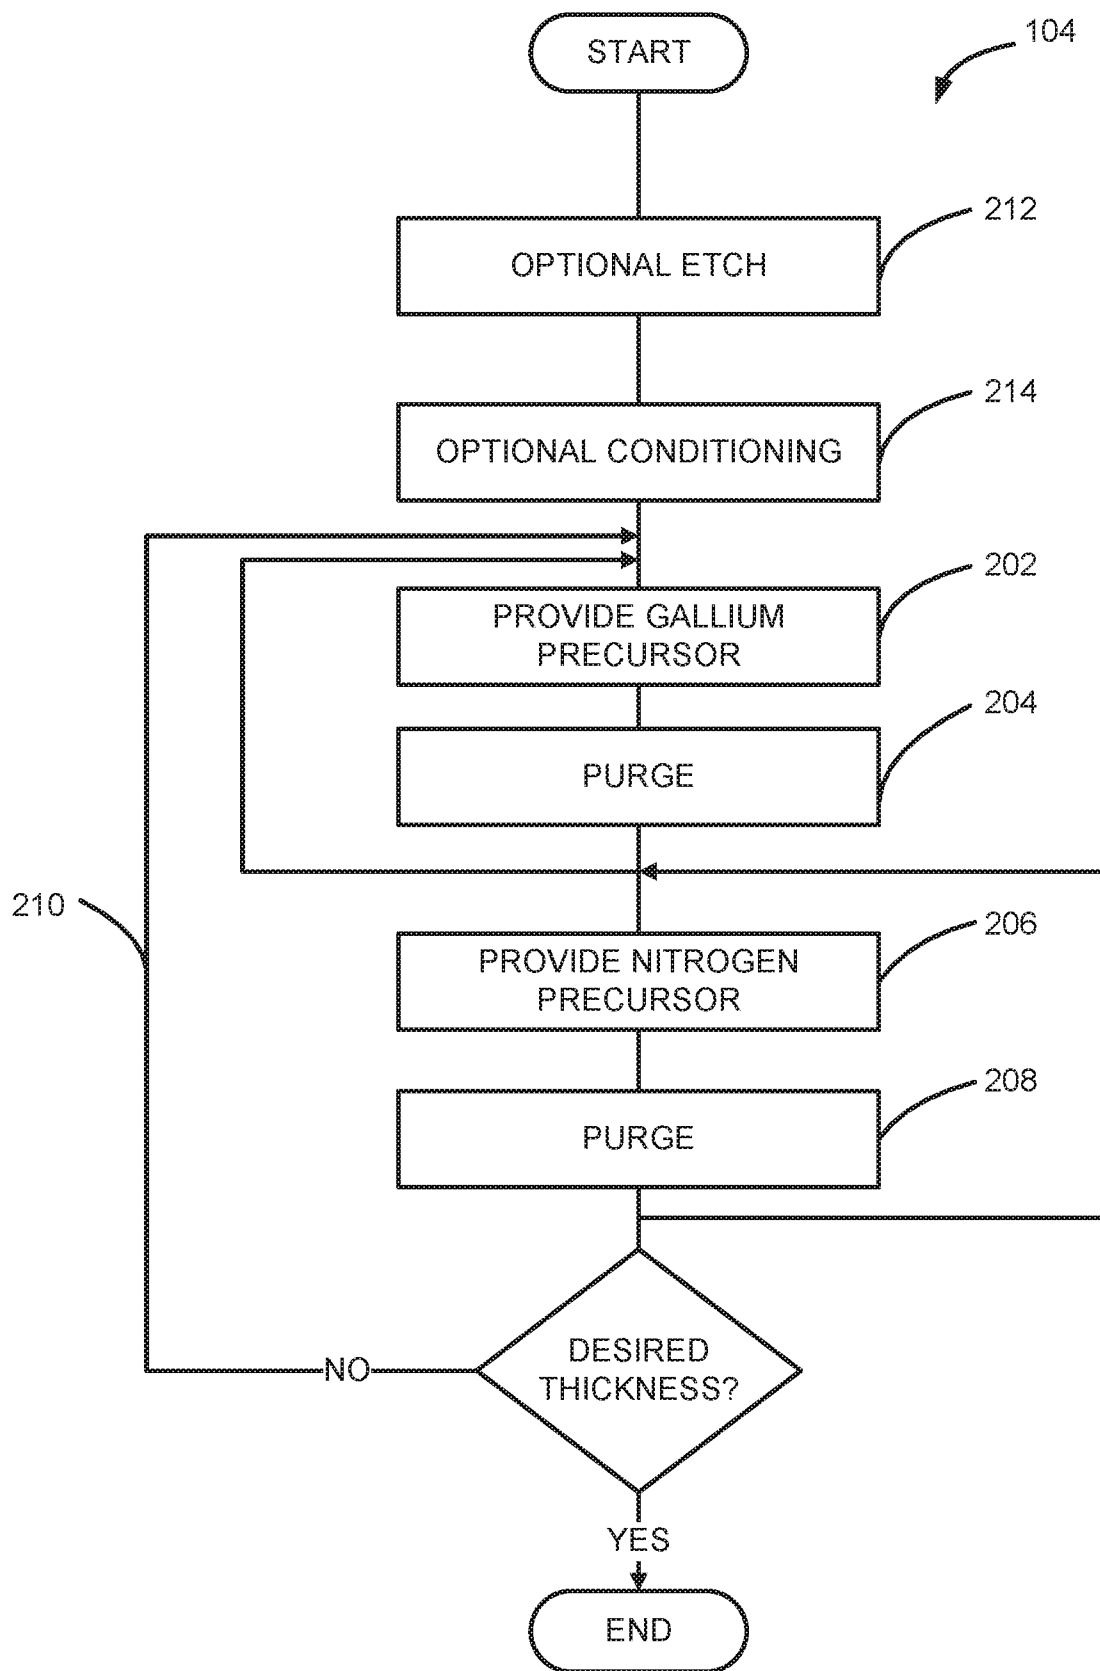 START
104
212
OPTIONAL ETCH
214
OPTIONAL CONDITIONING
202
PROVIDE GALLIUM
PRECURSOR
204
PURGE
210
206
PROVIDE NITROGEN
PRECURSOR
208
PURGE
DESIRED
THICKNESS?
NO
YES
END